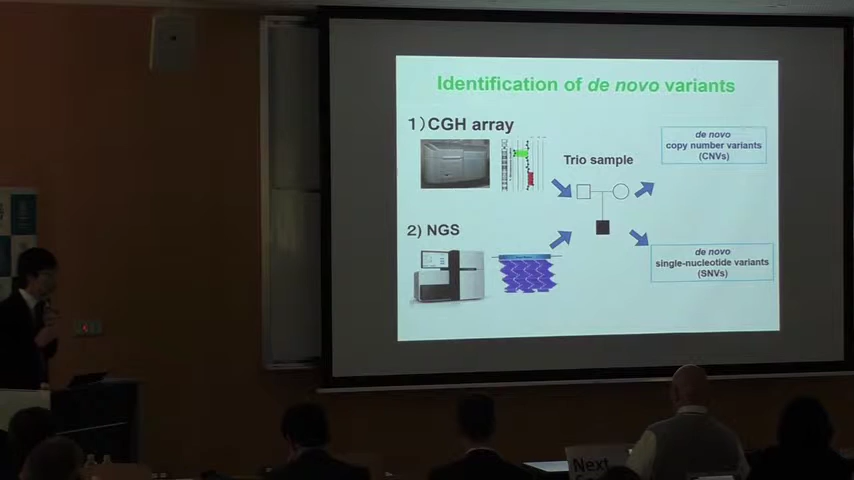 Identification of de novo variants
1)CGH array
Trio sample
de novo
copy number variants
(CNVs)
2) NGS
de novo
single-nucleotide variants
(SNVs)
Next